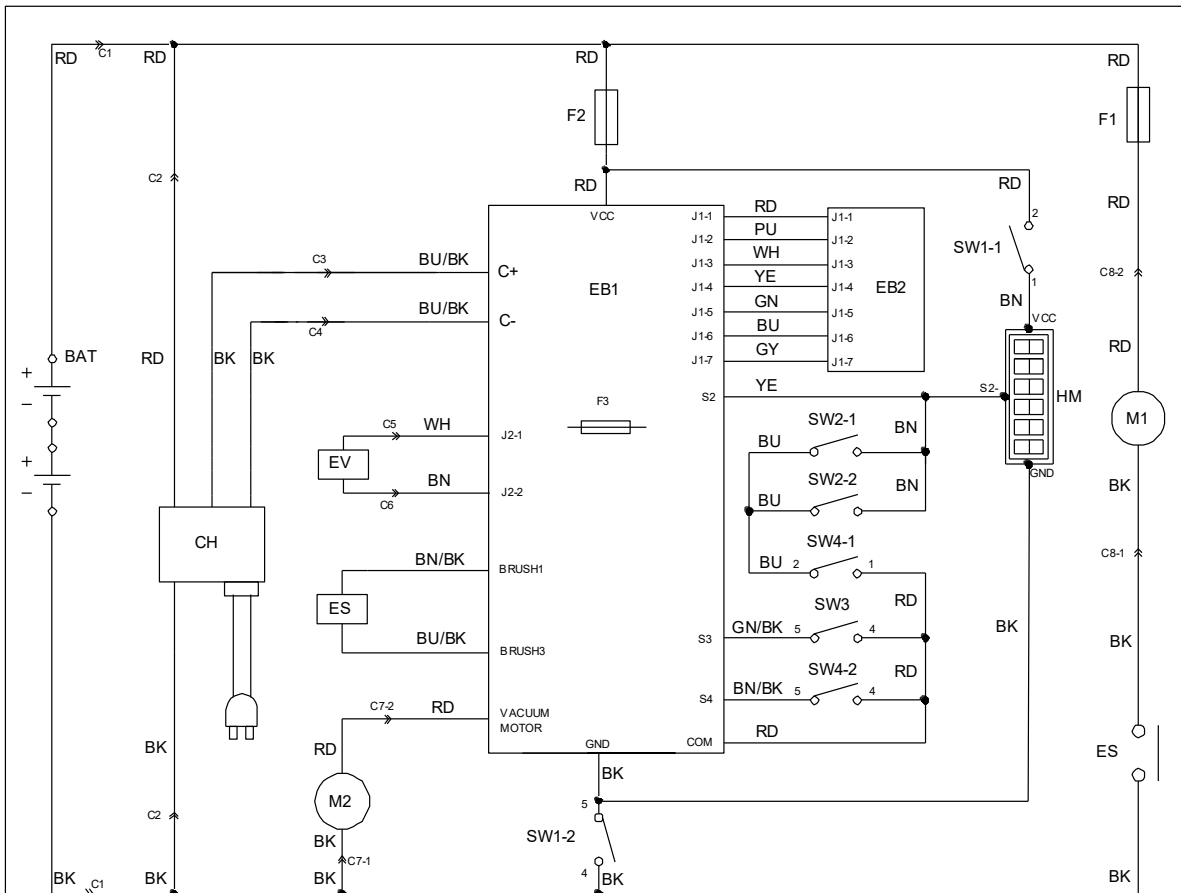 C1
RD
RD
RD
RD
F2
F1
C2
RD
RD
RD
VCC
J1-1
RD
J1-1
2
J1-2
PU
J1-2
SW1-1
C3
BU/BK
C+
J1-3
WH
J1-3
C8-2
EB1
J1-4
YE
J1-4
EB2
1
J1-5
GN
J1-5
BN
C4
BU/BK
C-
J1-6
BU
J1-6
VCC
J1-7
GY
J1-7
+
BAT
RD
BK
BK
RD
–
S2
YE
S2-
HM
F3
M1
C5
WH
J2-1
SW2-1
BU
BN
+
EV
–
BN
J2-2
C6
SW2-2
BU
BN
GND
BK
CH
SW4-1
BU
2
1
C8-1
BN/BK
BRUSH1
SW3
RD
ES
GN/BK
5
4
S3
BK
BK
BU/BK
BRUSH3
SW4-2
RD
BN/BK
5
4
S4
C7-2
RD
VACUUM
MOTOR
GND
COM
RD
BK
RD
ES
BK
M2
5
C2
SW1-2
BK
C7-1
4
BK
C1
BK
BK
BK
BK